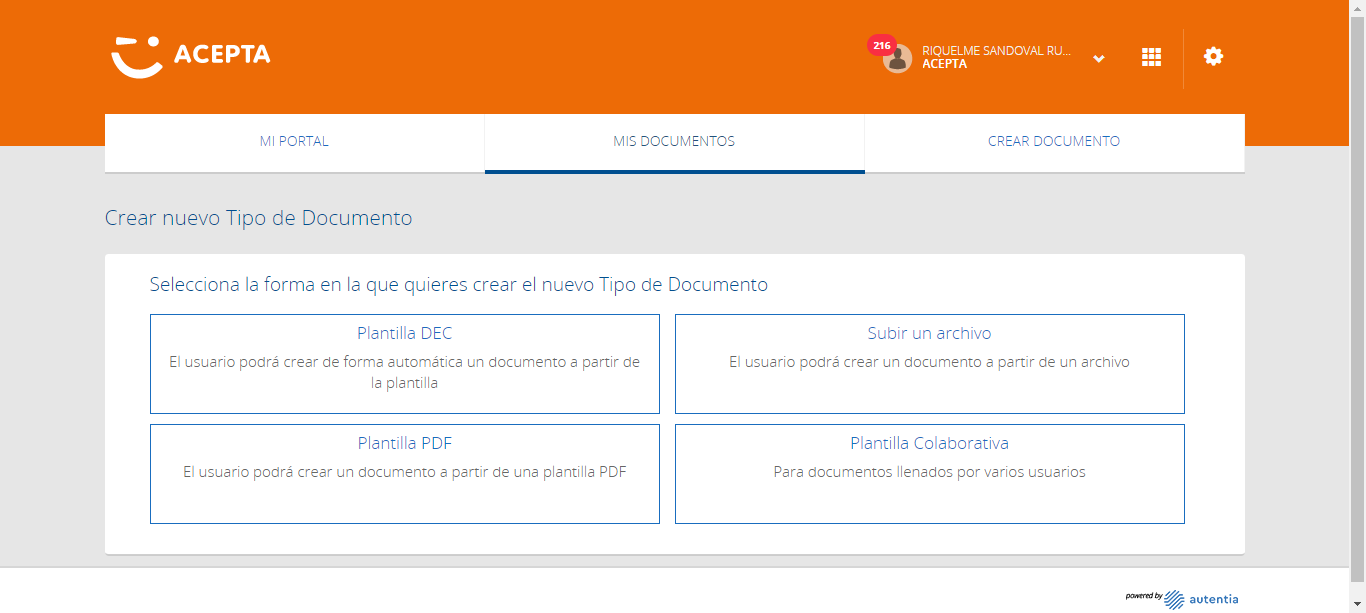 ACEPTA
216
RIQUELME SANDOVAL RU...
ACEPTA
MI PORTAL
MIS DOCUMENTOS
CREAR DOCUMENTO
Crear nuevo Tipo de Documento
Selecciona la forma en la que quieres crear el nuevo Tipo de Documento
Plantilla DEC
El usuario podrá crear de forma automática un documento a partir de
la plantilla
Subir un archivo
El usuario podrá crear un documento a partir de un archivo
Plantilla PDF
El usuario podrá crear un documento a partir de una plantilla PDF
Plantilla Colaborativa
Para documentos llenados por varios usuarios
powered by autentia